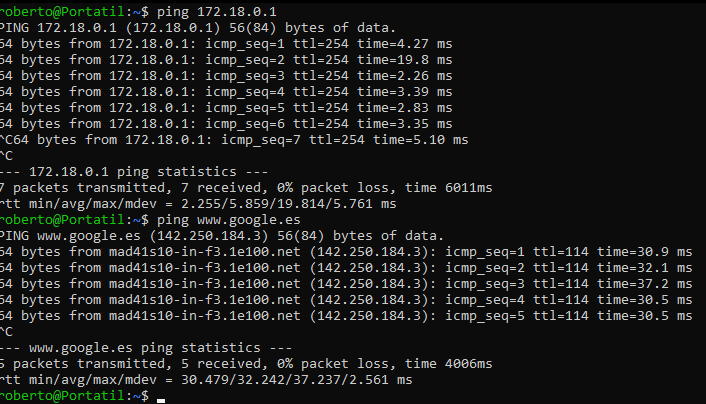 roberto@Portatil:~$ ping 172.18.0.1
PING 172.18.0.1 (172.18.0.1) 56(84) bytes of data.
64 bytes from 172.18.0.1: icmp_seq=1 ttl=254 time=4.27 ms
64 bytes from 172.18.0.1: icmp_seq=2 ttl=254 time=19.8 ms
64 bytes from 172.18.0.1: icmp_seq=3 ttl=254 time=2.26 ms
64 bytes from 172.18.0.1: icmp_seq=4 ttl=254 time=3.39 ms
64 bytes from 172.18.0.1: icmp_seq=5 ttl=254 time=2.83 ms
64 bytes from 172.18.0.1: icmp_seq=6 ttl=254 time=3.35 ms
^C64 bytes from 172.18.0.1: icmp_seq=7 ttl=254 time=5.10 ms
^C
--- 172.18.0.1 ping statistics ---
7 packets transmitted, 7 received, 0% packet loss, time 6011ms
rtt min/avg/max/mdev = 2.255/5.859/19.814/5.761 ms
roberto@Portatil:~$ ping www.google.es
PING www.google.es (142.250.184.3) 56(84) bytes of data.
64 bytes from mad41s10-in-f3.1e100.net (142.250.184.3): icmp_seq=1 ttl=114 time=30.9 ms
64 bytes from mad41s10-in-f3.1e100.net (142.250.184.3): icmp_seq=2 ttl=114 time=32.1 ms
64 bytes from mad41s10-in-f3.1e100.net (142.250.184.3): icmp_seq=3 ttl=114 time=37.2 ms
64 bytes from mad41s10-in-f3.1e100.net (142.250.184.3): icmp_seq=4 ttl=114 time=30.5 ms
64 bytes from mad41s10-in-f3.1e100.net (142.250.184.3): icmp_seq=5 ttl=114 time=30.5 ms
^C
--- www.google.es ping statistics ---
5 packets transmitted, 5 received, 0% packet loss, time 4006ms
rtt min/avg/max/mdev = 30.479/32.242/37.237/2.561 ms
roberto@Portatil:~$